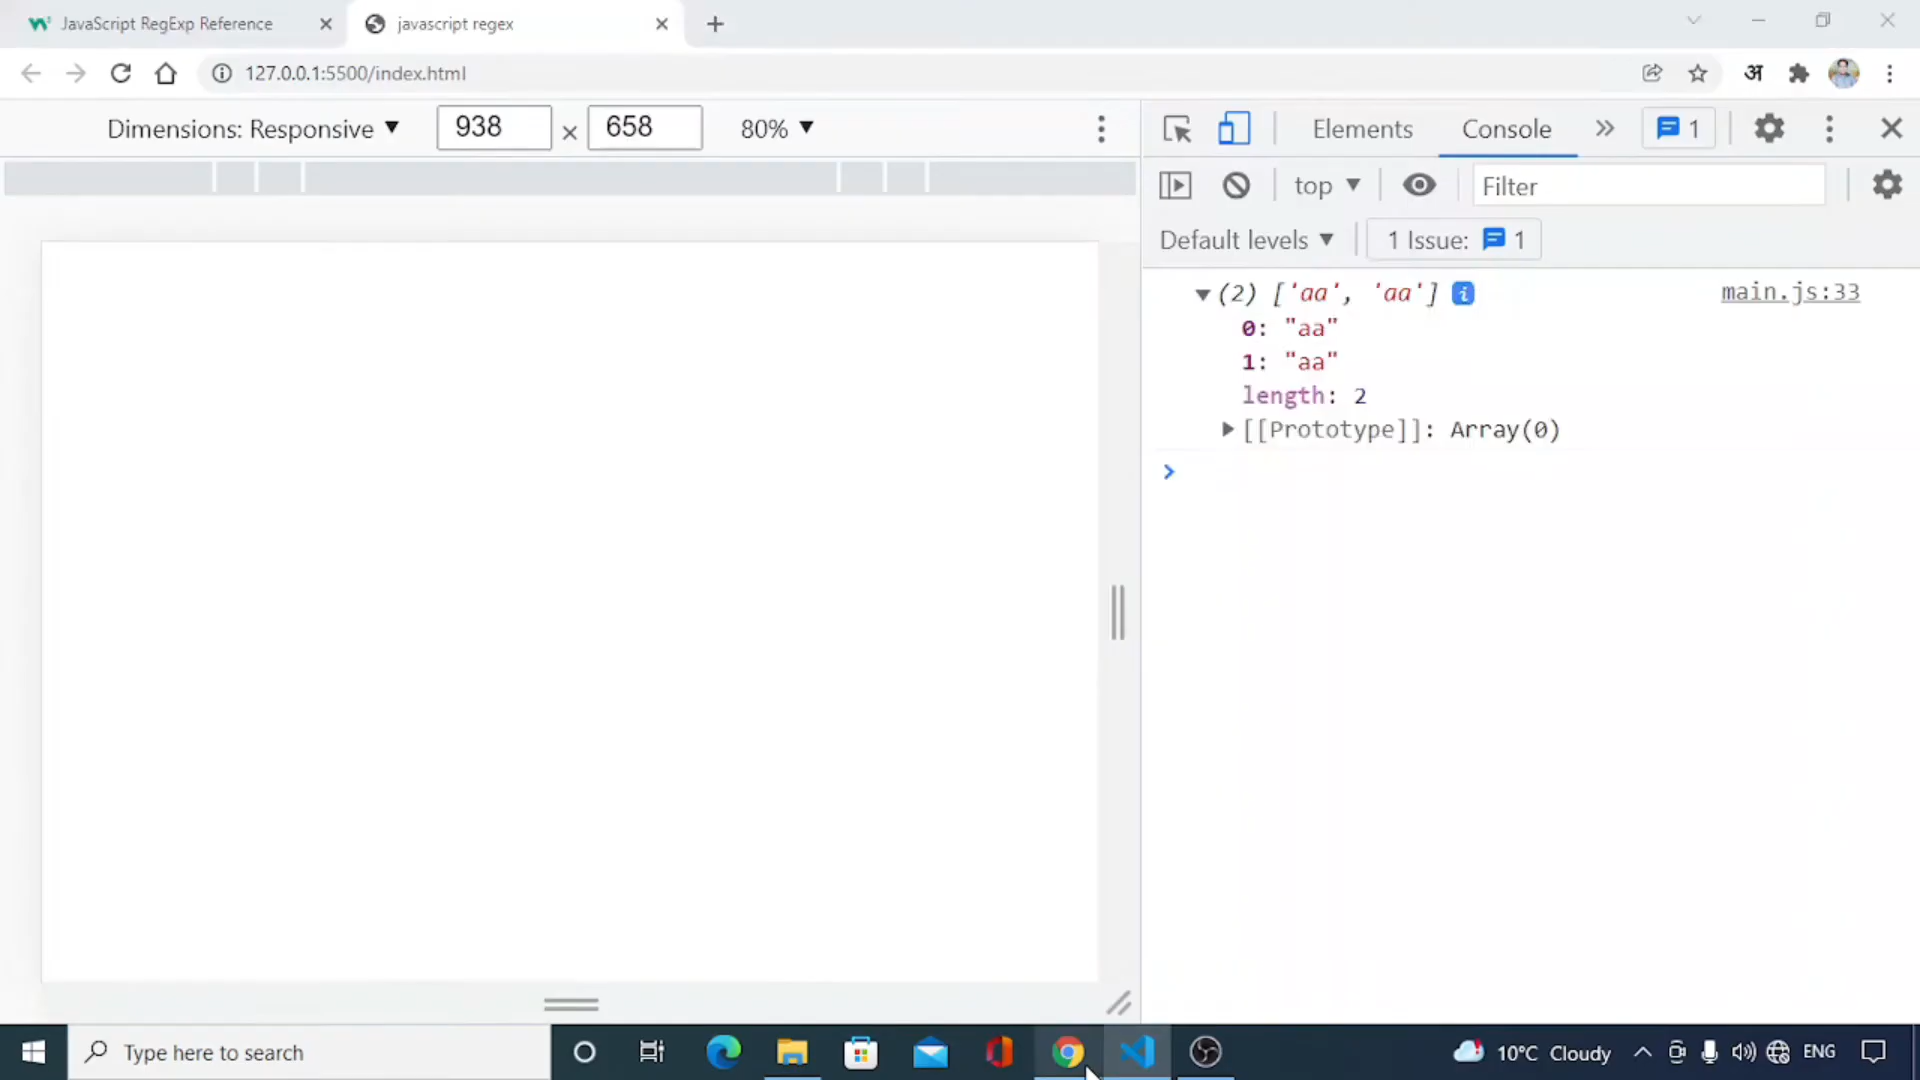 JavaScript RegExp Reference
javascript regex
127.0.0.1:5500/index.html
अ
Dimensions: Responsive
938 × 658
80%
Elements
Console
1
top
Filter
Default levels
1 Issue: 1
(2) ['aa', 'aa']
main.js:33
0: "aa"
1: "aa"
length: 2
[[Prototype]]: Array(0)
Type here to search
10°C Cloudy
ENG